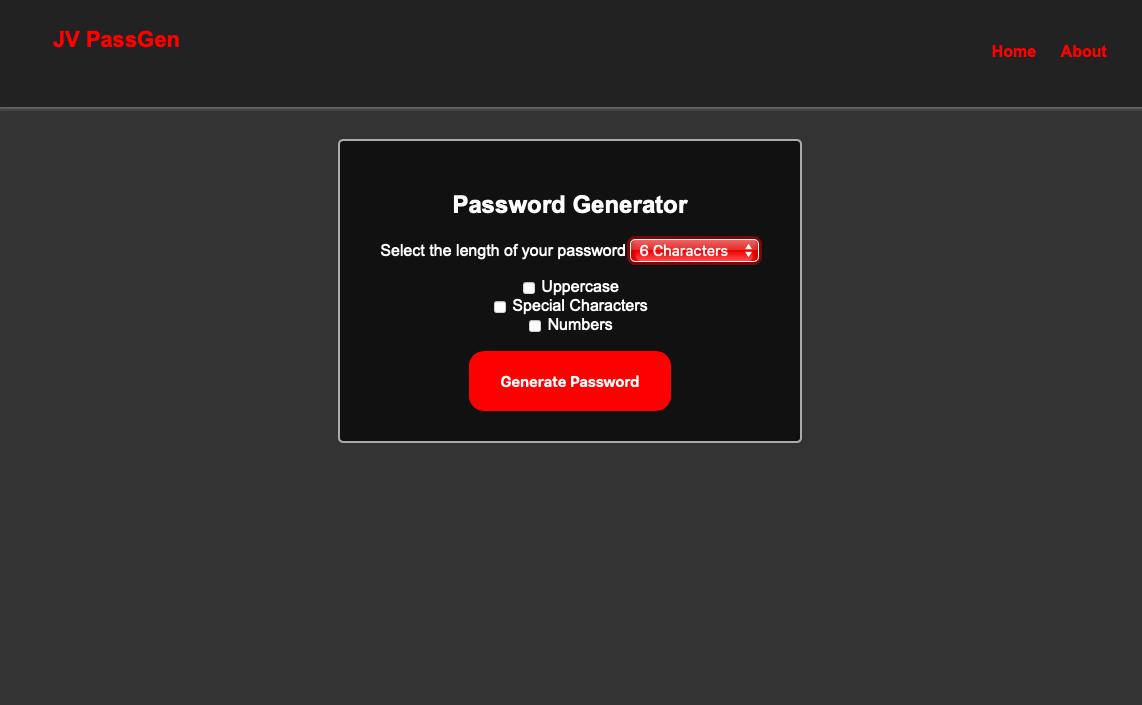 JV PassGen
Home About
Password Generator
Select the length of your password 6 Characters
Uppercase
Special Characters
Numbers
Generate Password